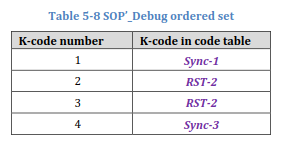 Table 5-8 SOP’_Debug ordered set
K-code number K-code in code table
1 Sync-1
2 RST-2
3 RST-2
4 Sync-3